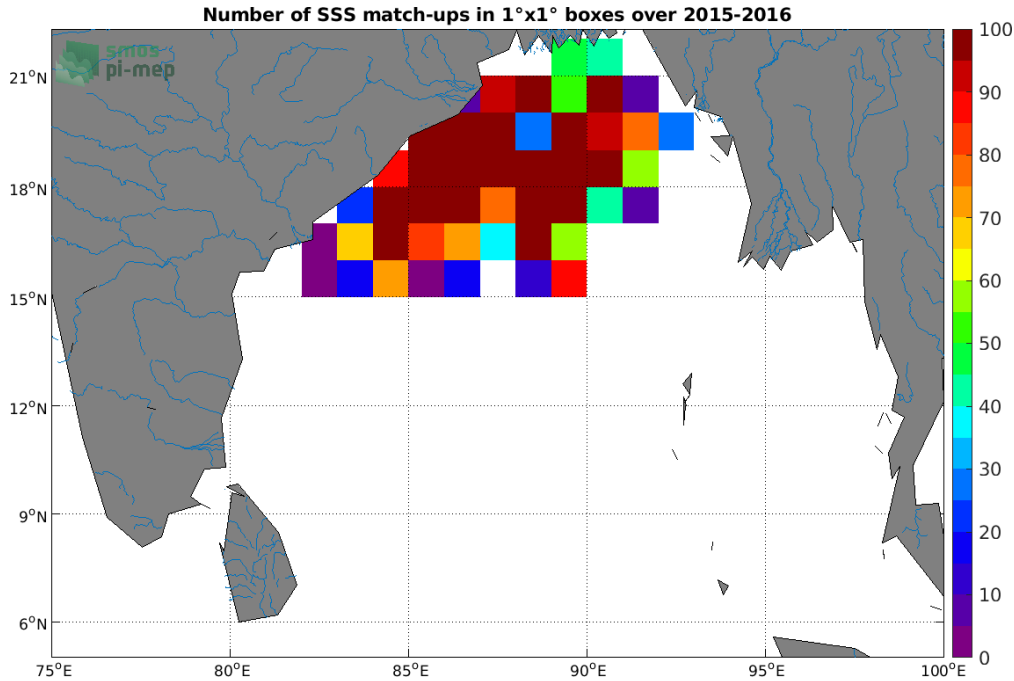 Number of SSS match-ups in 1°x1° boxes over 2015-2016
smos
pi-mep
21°N
18°N
15°N
12°N
9°N
6°N
75°E
80°E
85°E
90°E
95°E
100°E
100
90
80
70
60
50
40
30
20
10
0